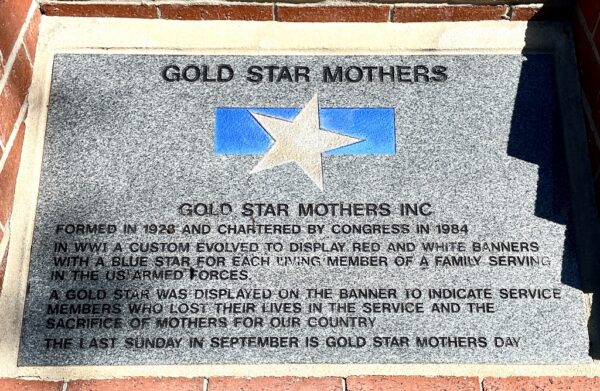 GOLD STAR MOTHERS
GOLD STAR MOTHERS INC
FORMED IN 1928 AND CHARTERED BY CONGRESS IN 1984
IN WWI A CUSTOM EVOLVED TO DISPLAY RED AND WHITE BANNERS
WITH A BLUE STAR FOR EACH LIVING MEMBER OF A FAMILY SERVING
IN THE US ARMED FORCES.
A GOLD STAR WAS DISPLAYED ON THE BANNER TO INDICATE SERVICE
MEMBERS WHO LOST THEIR LIVES IN THE SERVICE AND THE
SACRIFICE OF MOTHERS FOR OUR COUNTRY
THE LAST SUNDAY IN SEPTEMBER IS GOLD STAR MOTHERS DAY